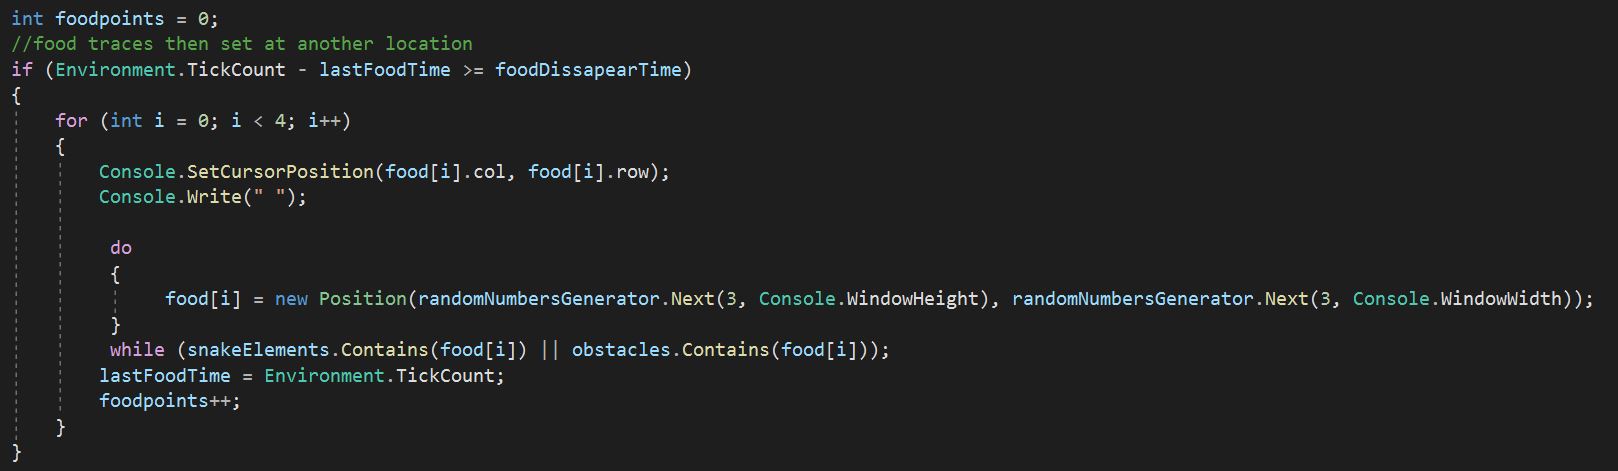 int foodpoints = 0;
//food traces then set at another location
if (Environment.TickCount - lastFoodTime >= foodDissapearTime)
{
for (int i = 0; i < 4; i++)
{
Console.SetCursorPosition(food[i].col, food[i].row);
Console.Write(" ");
do
{
food[i] = new Position(randomNumbersGenerator.Next(3, Console.WindowHeight), randomNumbersGenerator.Next(3, Console.WindowWidth));
}
while (snakeElements.Contains(food[i]) || obstacles.Contains(food[i]));
lastFoodTime = Environment.TickCount;
foodpoints++;
}
}